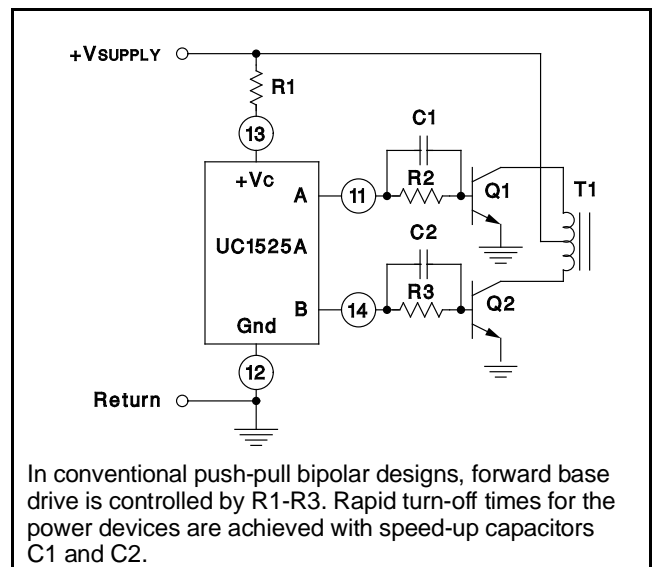 +VSUPPLY
R1
13
+Vc
C1
A
11
R2
Q1
T1
UC1525A
C2
B
14
R3
Q2
Gnd
12
Return
In conventional push-pull bipolar designs, forward base
drive is controlled by R1-R3. Rapid turn-off times for the
power devices are achieved with speed-up capacitors
C1 and C2.